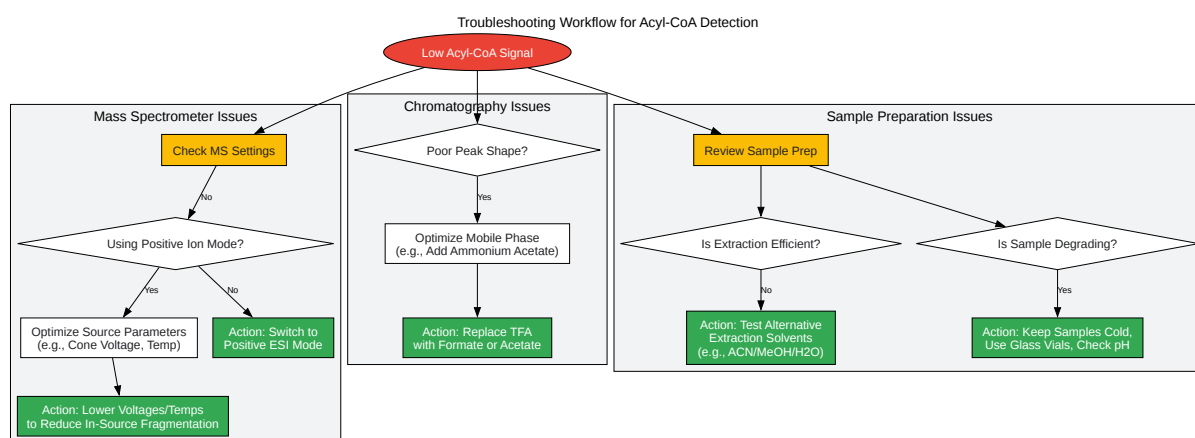 Troubleshooting Workflow for Acyl-CoA Detection
Low Acyl-CoA Signal
Mass Spectrometer Issues
Check MS Settings
No
Using Positive Ion Mode?
Yes
No
Optimize Source Parameters
(e.g., Cone Voltage, Temp)
Action: Switch to
Positive ESI Mode
Action: Lower Voltages/Temps
to Reduce In-Source Fragmentation
Chromatography Issues
Poor Peak Shape?
Yes
Optimize Mobile Phase
(e.g., Add Ammonium Acetate)
Action: Replace TFA
with Formate or Acetate
Sample Preparation Issues
Review Sample Prep
Is Extraction Efficient?
No
Action: Test Alternative
Extraction Solvents
(e.g., ACN/MeOH/H2O)
Is Sample Degrading?
Yes
Action: Keep Samples Cold,
Use Glass Vials, Check pH